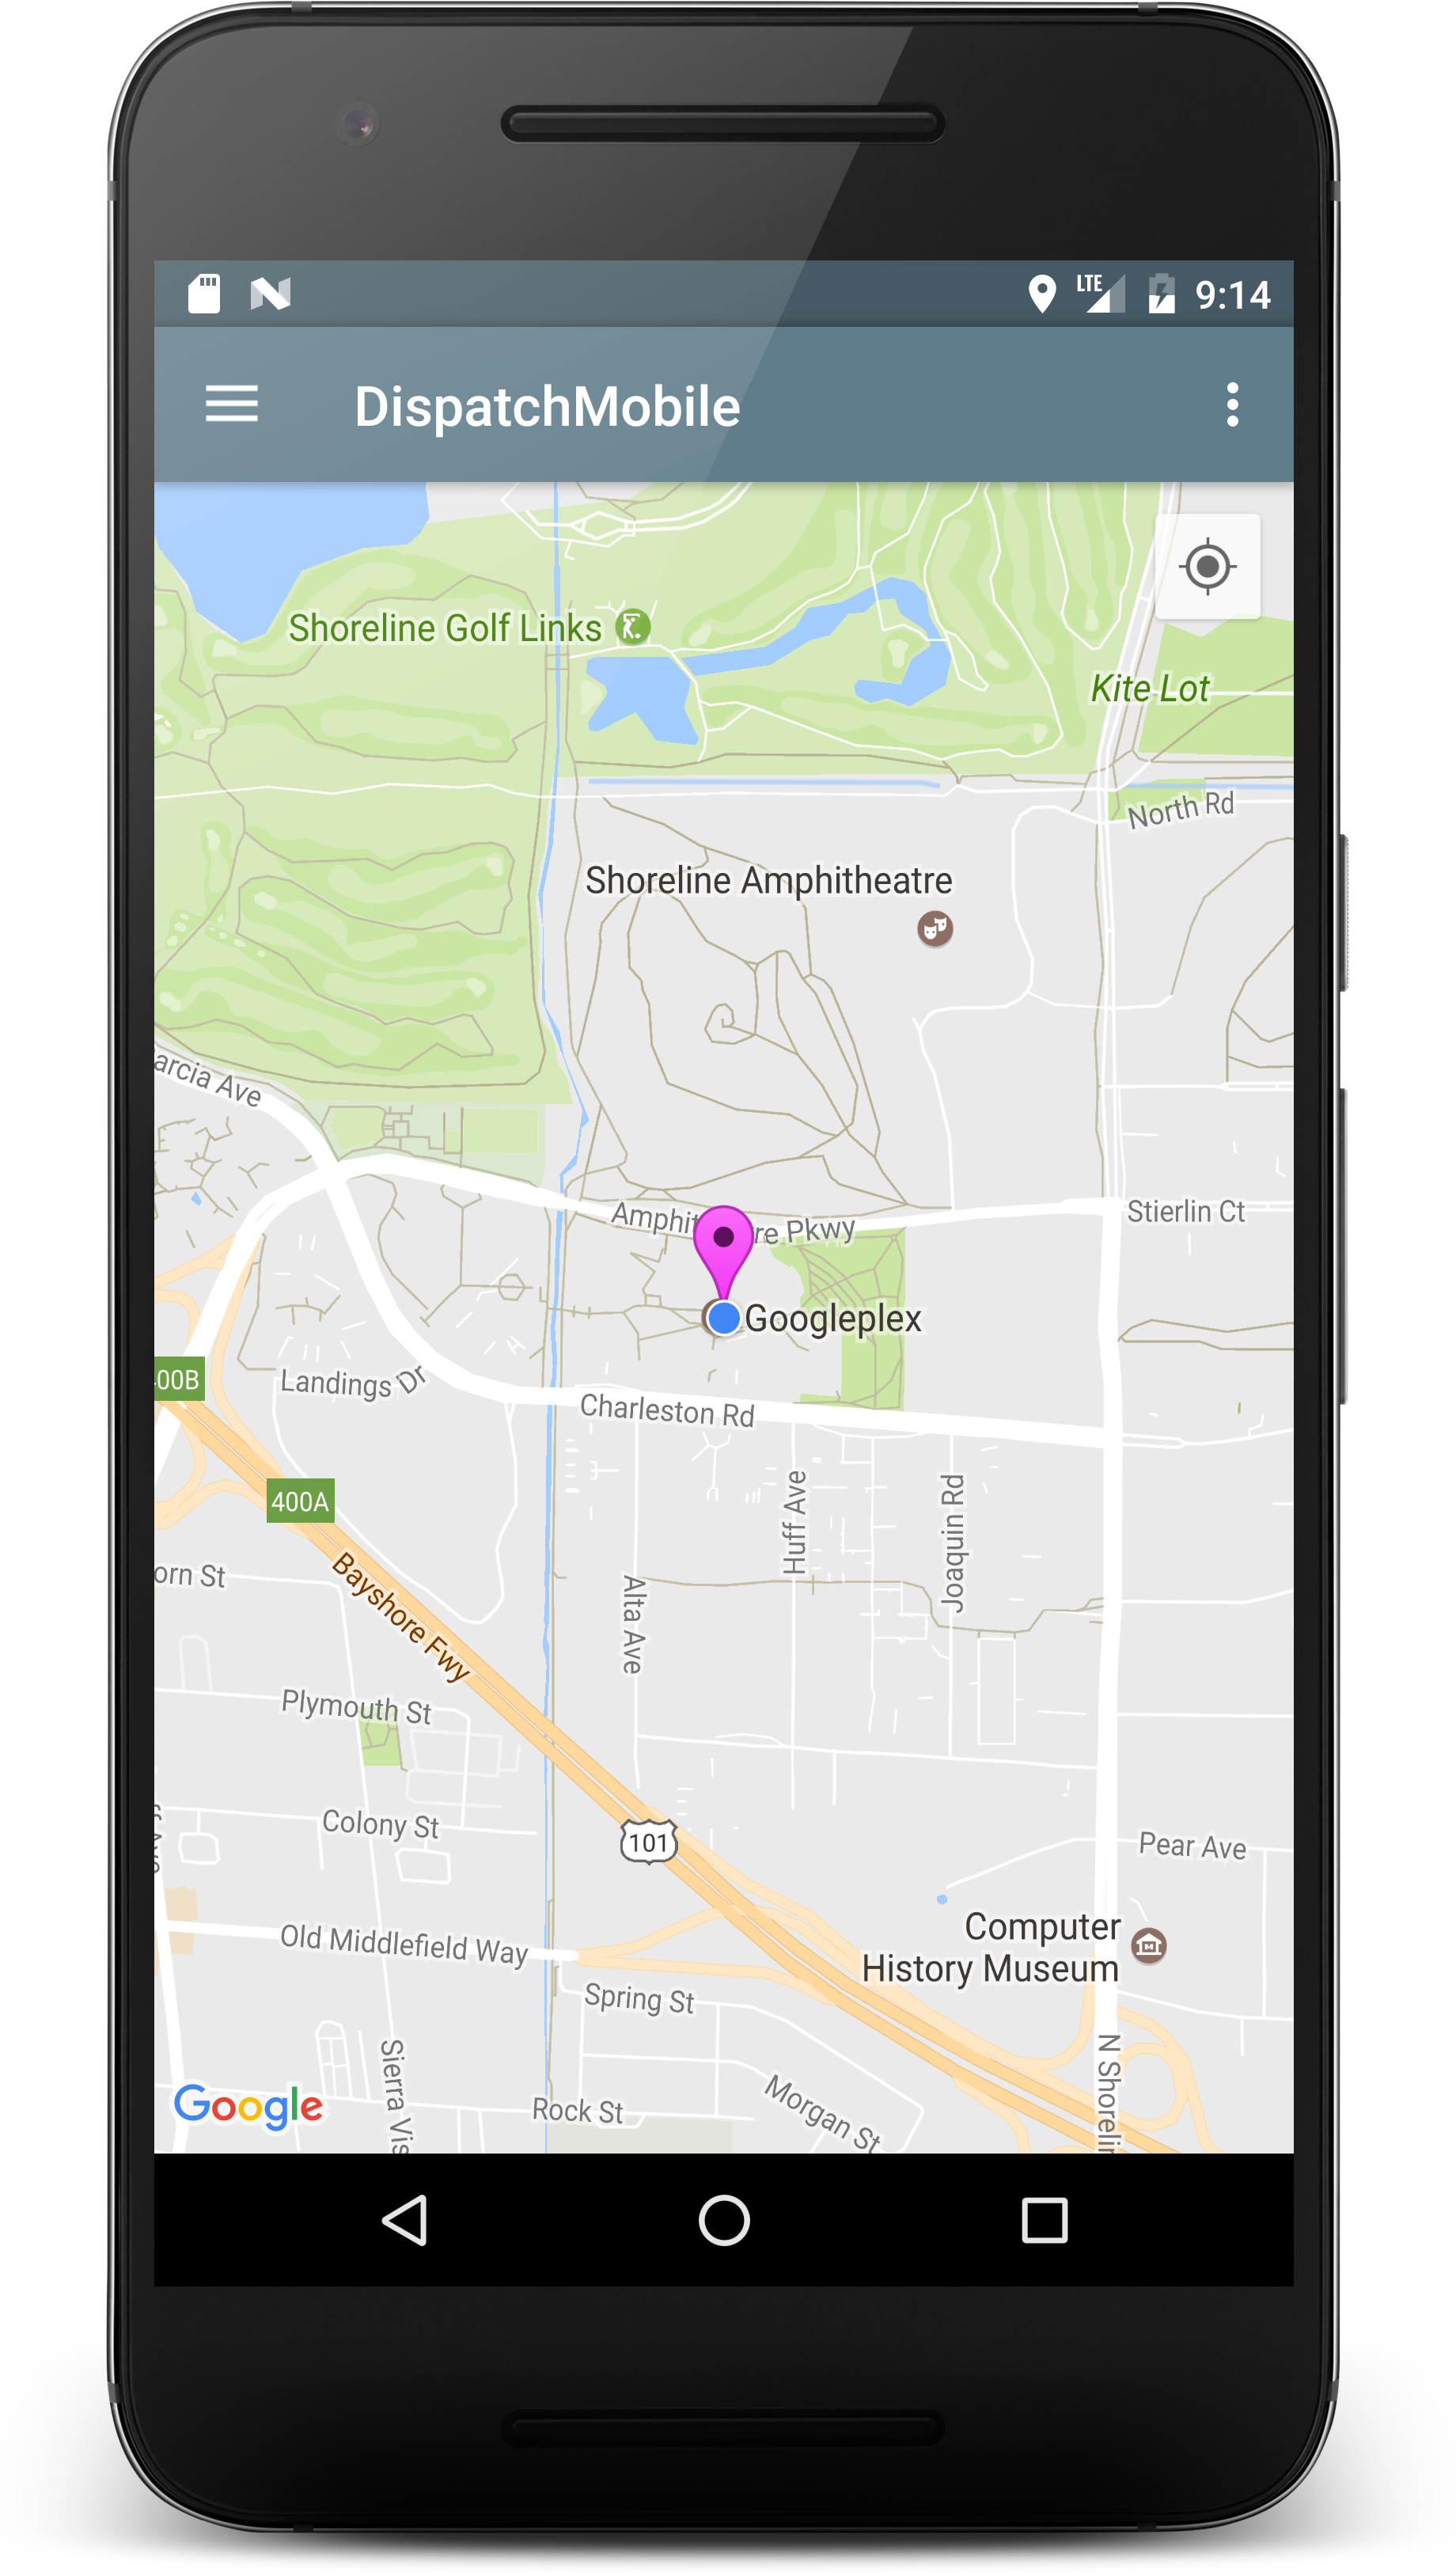 LTE 9:14
DispatchMobile
Shoreline Golf Links
Kite Lot
North Rd
Shoreline Amphitheatre
arcia Ave
Stierlin Ct
Pkwy
Googleplex
Landings Dr
00B
Charleston Rd
400A
Huff Ave
Joaquin Rd
orn St
Bayshore Fwy
Alta Ave
Plymouth St
Colony St
101
Pear Ave
Computer
History Museum
Old Middlefield Way
Spring St
Sierra Vis
N Shorelin
Morgan St
Google
Rock St